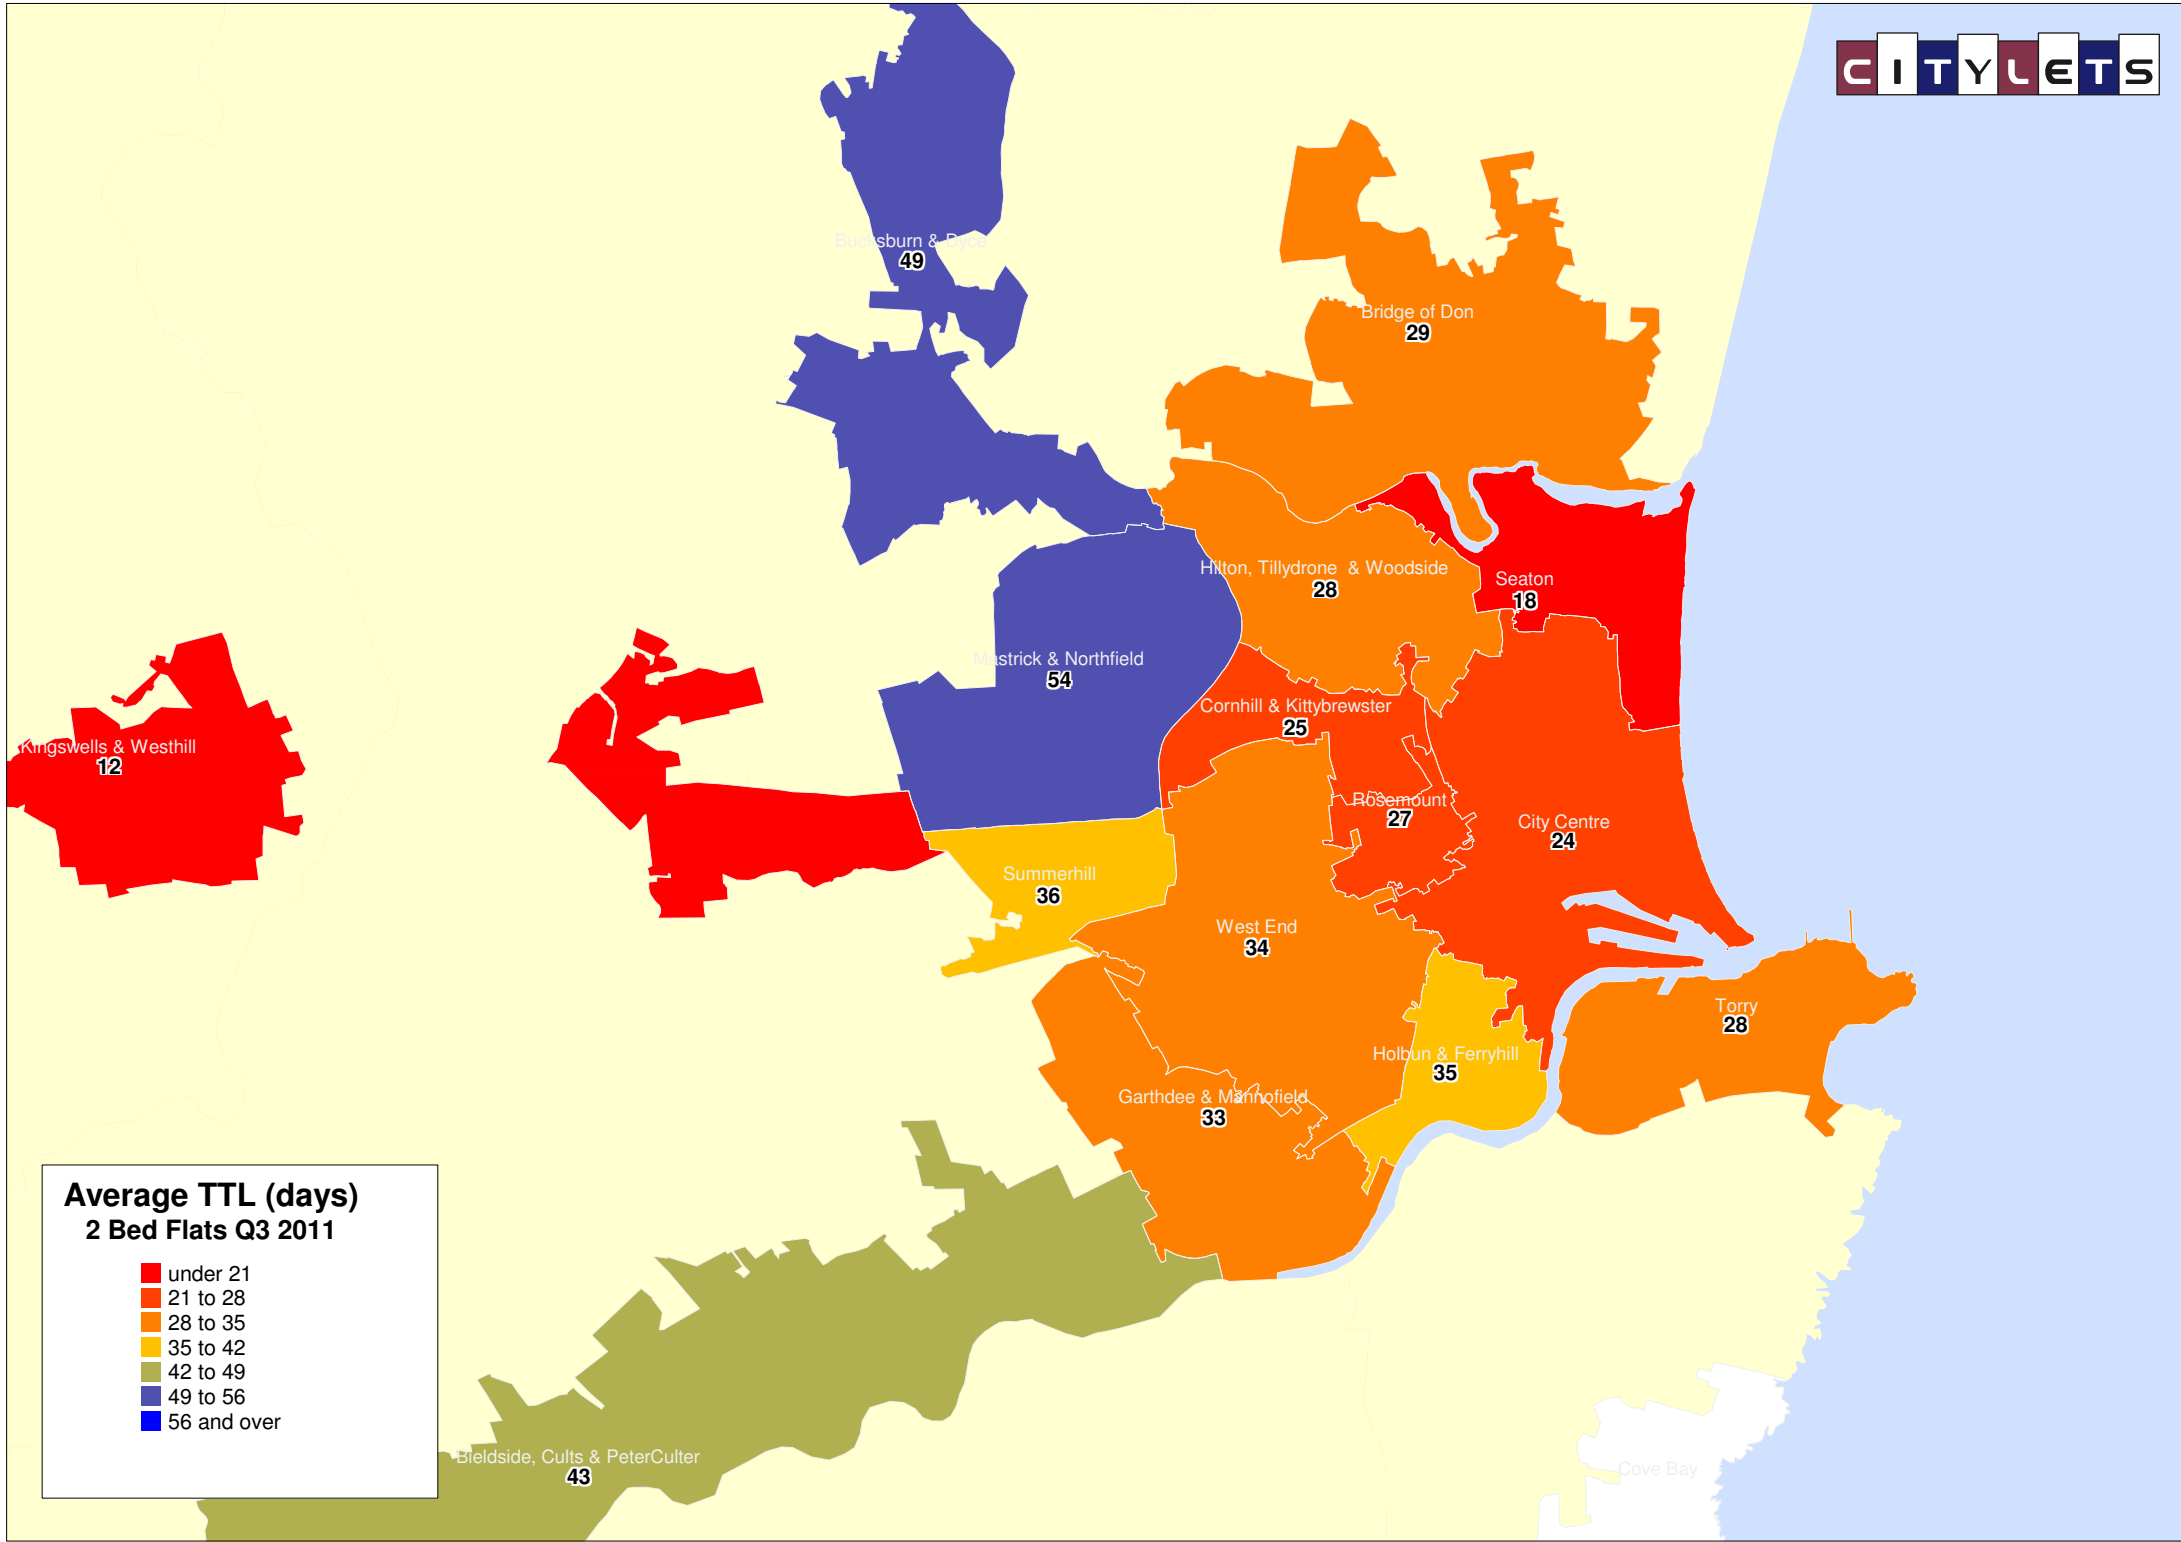 CITYLETS
Bucksburn & Dyce
49
Bridge of Don
29
Hilton, Tillydrone & Woodside
28
Seaton
18
Mastrick & Northfield
54
Cornhill & Kittybrewster
25
Kingswells & Westhill
12
Rosemount
27
City Centre
24
Summerhill
36
West End
34
Torry
28
Holbun & Ferryhill
35
Garthdee & Mannofield
33
Average TTL (days)
2 Bed Flats Q3 2011
under 21
21 to 28
28 to 35
35 to 42
42 to 49
49 to 56
56 and over
Bieldside, Cults & PeterCulter
43
Cove Bay